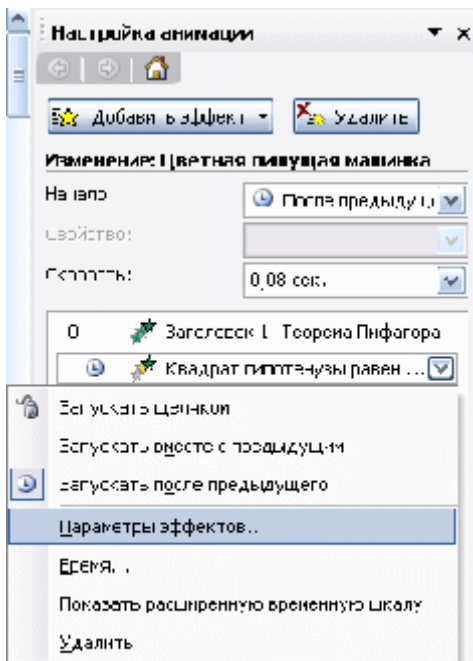 Настройка анимации
Добавить эффект
Удалить
Изменение: Цветная пишущая машинка
Начало
После предыдущ
Свойство:
Скорость:
0,08 сек.
0 Заголовок 1 Теорема Пифагора
Квадрат гипотенузы равен ...
Запускать щелчком
Запускать вместе с предыдущим
Запускать после предыдущего
Параметры эффектов...
Время...
Показать расширенную временную шкалу
Удалить